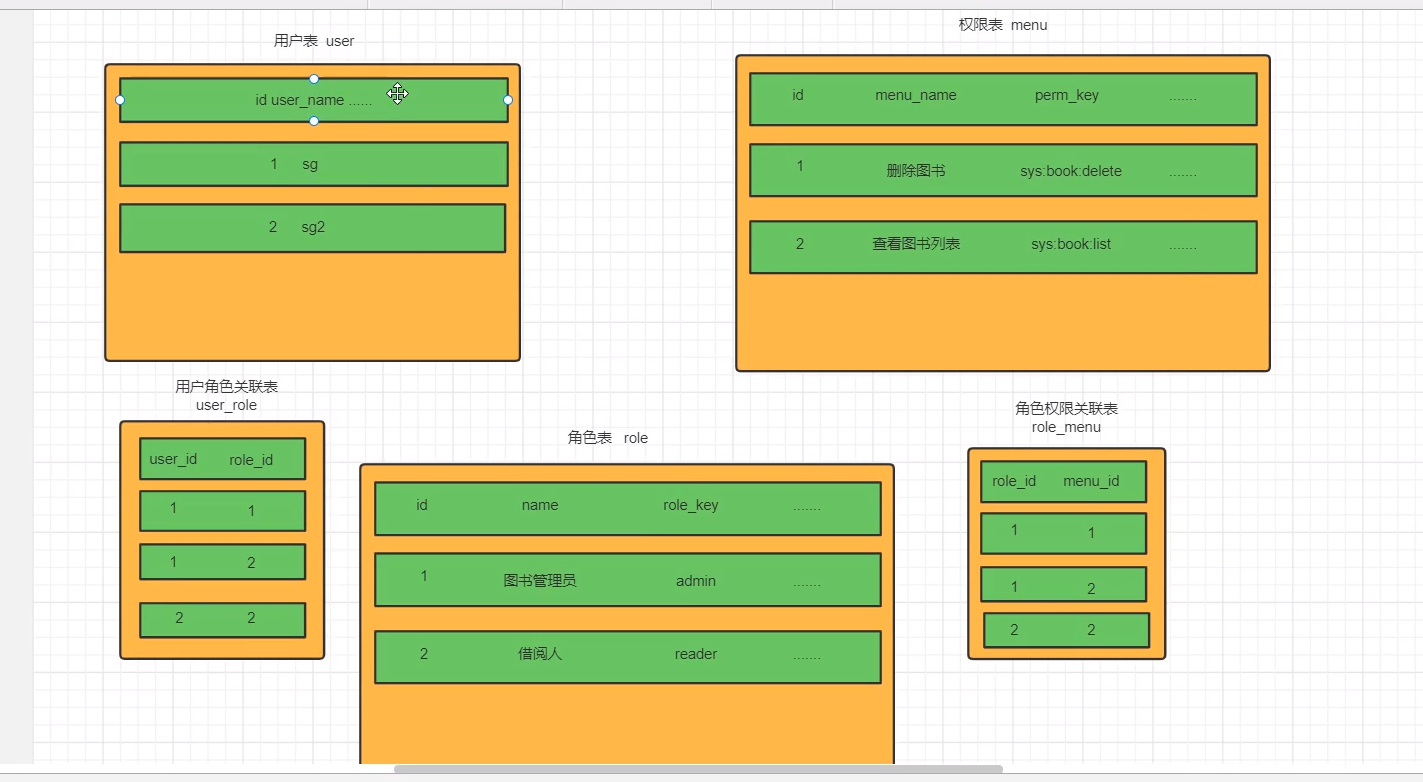 用户表 user
id user_name ......
1 sg
2 sg2
权限表 menu
id menu_name perm_key .......
1 删除图书 sys:book:delete .......
2 查看图书列表 sys:book:list .......
用户角色关联表
user_role
user_id role_id
1 1
1 2
2 2
角色表 role
id name role_key .......
1 图书管理员 admin .......
2 借阅人 reader .......
角色权限关联表
role_menu
role_id menu_id
1 1
1 2
2 2